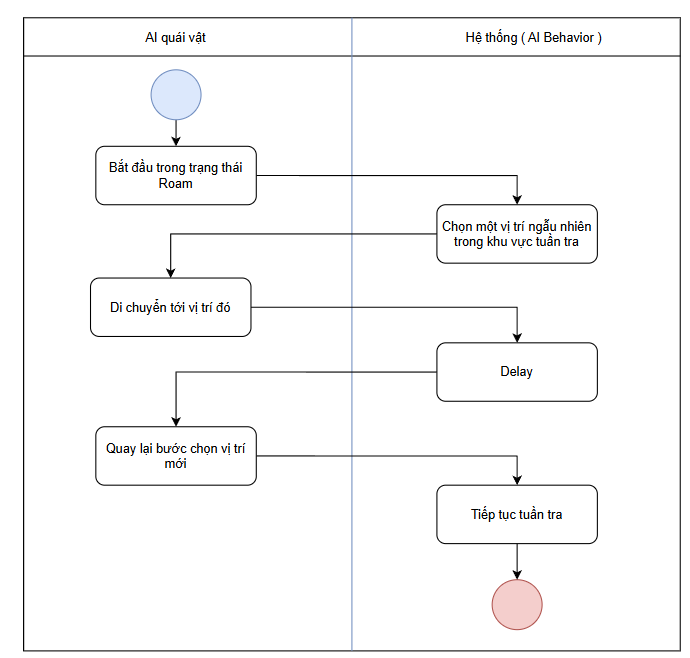 AI quái vật
Hệ thống ( AI Behavior )
Bắt đầu trong trạng thái
Roam
Chọn một vị trí ngẫu nhiên
trong khu vực tuần tra
Di chuyển tới vị trí đó
Delay
Quay lại bước chọn vị trí
mới
Tiếp tục tuần tra